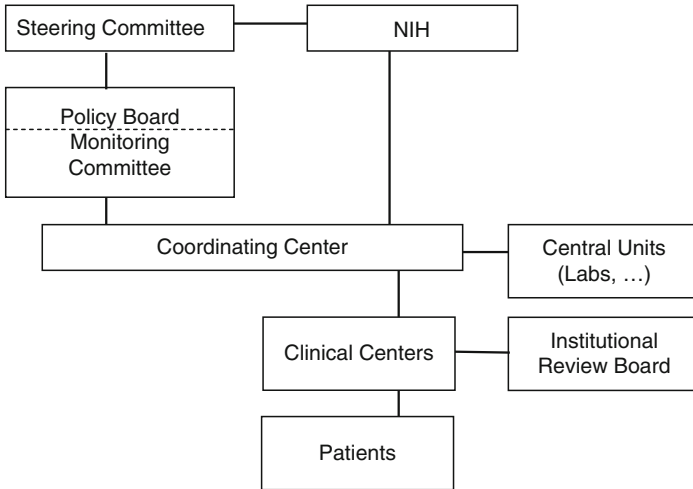 Steering Committee
NIH
Policy Board
Monitoring
Committee
Coordinating Center
Central Units
(Labs, …)
Clinical Centers
Institutional
Review Board
Patients